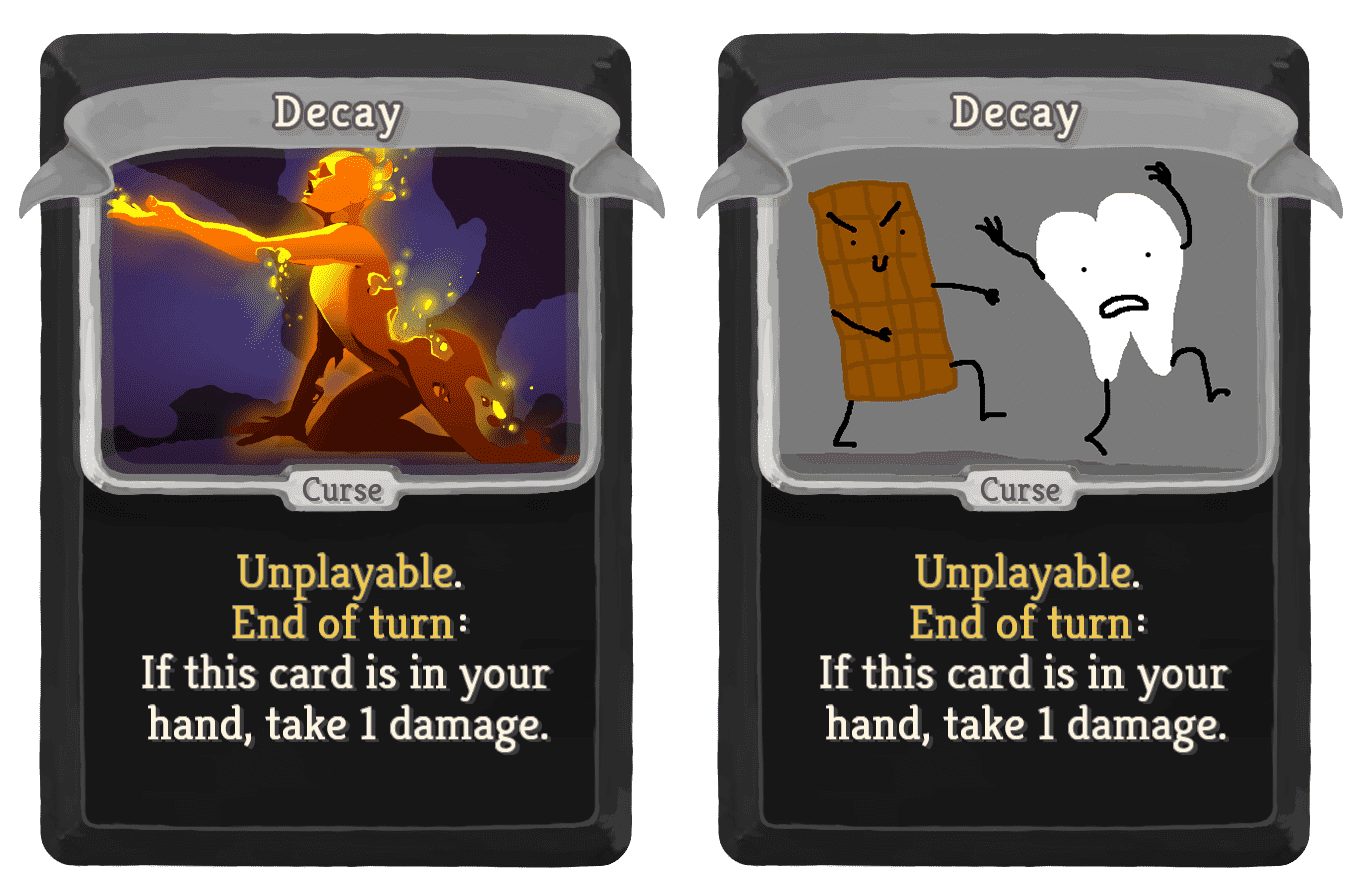 Decay
Curse
Unplayable.
End of turn:
If this card is in your
hand, take 1 damage.
Decay
Curse
Unplayable.
End of turn:
If this card is in your
hand, take 1 damage.